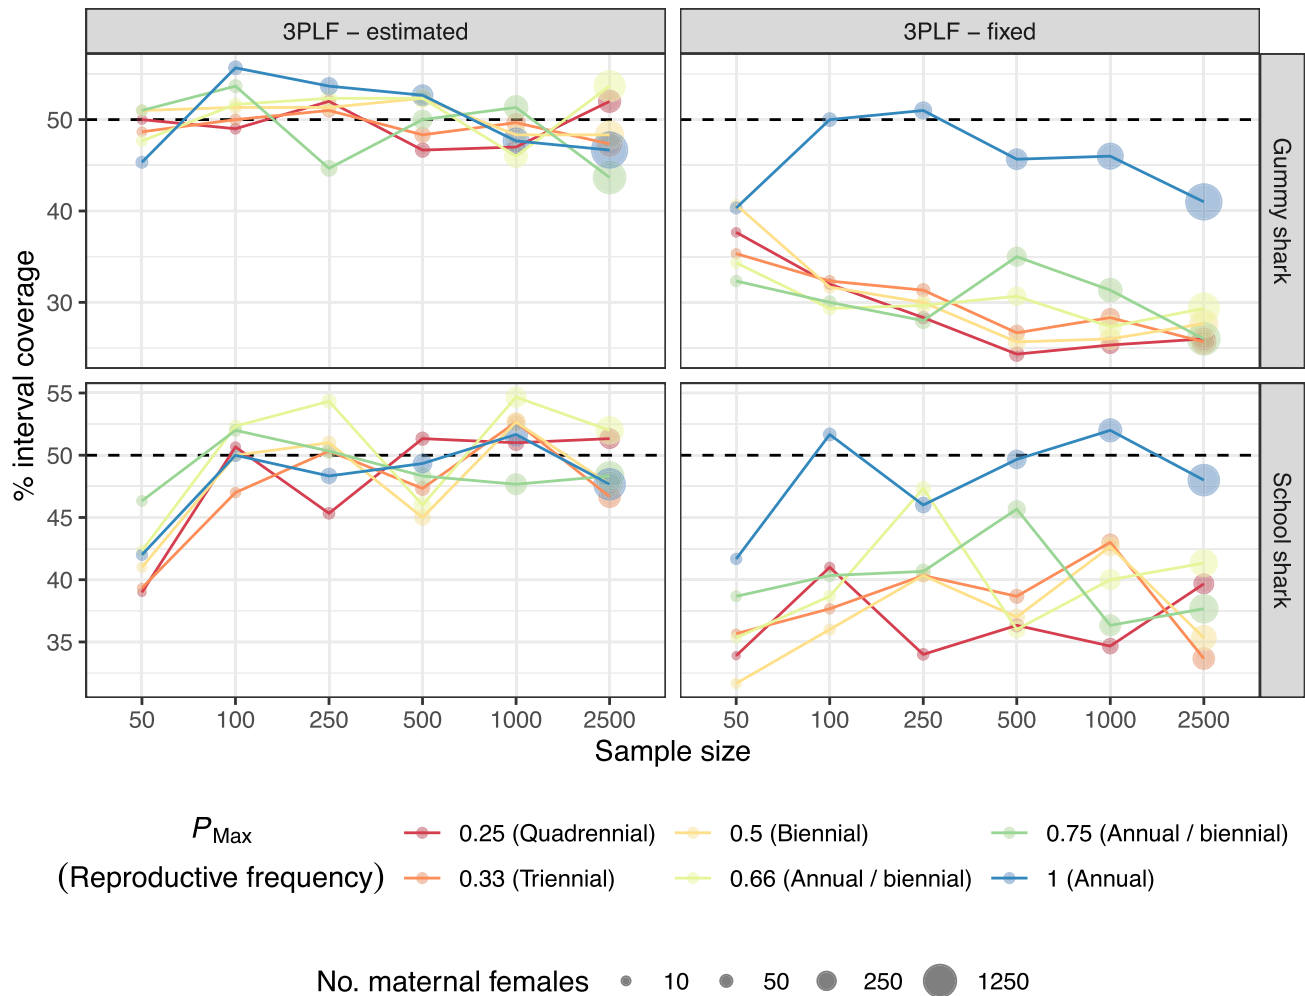 3PLF − estimated
3PLF − fixed
50
40
30
Gummy shark
55
50
45
40
35
School shark
% interval coverage
50 100 250 500 1000 2500
50 100 250 500 1000 2500
Sample size
P Max
(Reproductive frequency)
0.25 (Quadrennial)
0.5 (Biennial)
0.75 (Annual / biennial)
0.33 (Triennial)
0.66 (Annual / biennial)
1 (Annual)
No. maternal females
10
50
250
1250